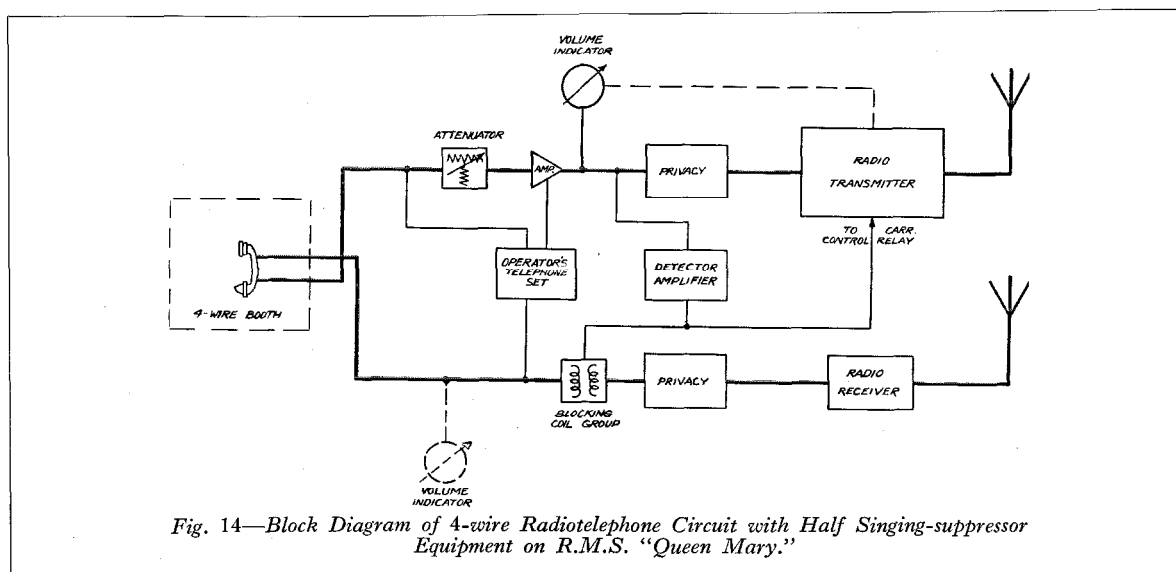 VOLUME
INDICATOR
ATTENUATOR
AMP.
PRIVACY
RADIO
TRANSMITTER
TO CARR.
CONTROL RELAY
OPERATOR'S
TELEPHONE
SET
DETECTOR
AMPLIFIER
4-WIRE BOOTH
BLOCKING
COIL GROUP
PRIVACY
RADIO
RECEIVER
VOLUME
INDICATOR
Fig. 14—Block Diagram of 4-wire Radiotelephone Circuit with Half Singing-suppressor
Equipment on R.M.S. “Queen Mary.”